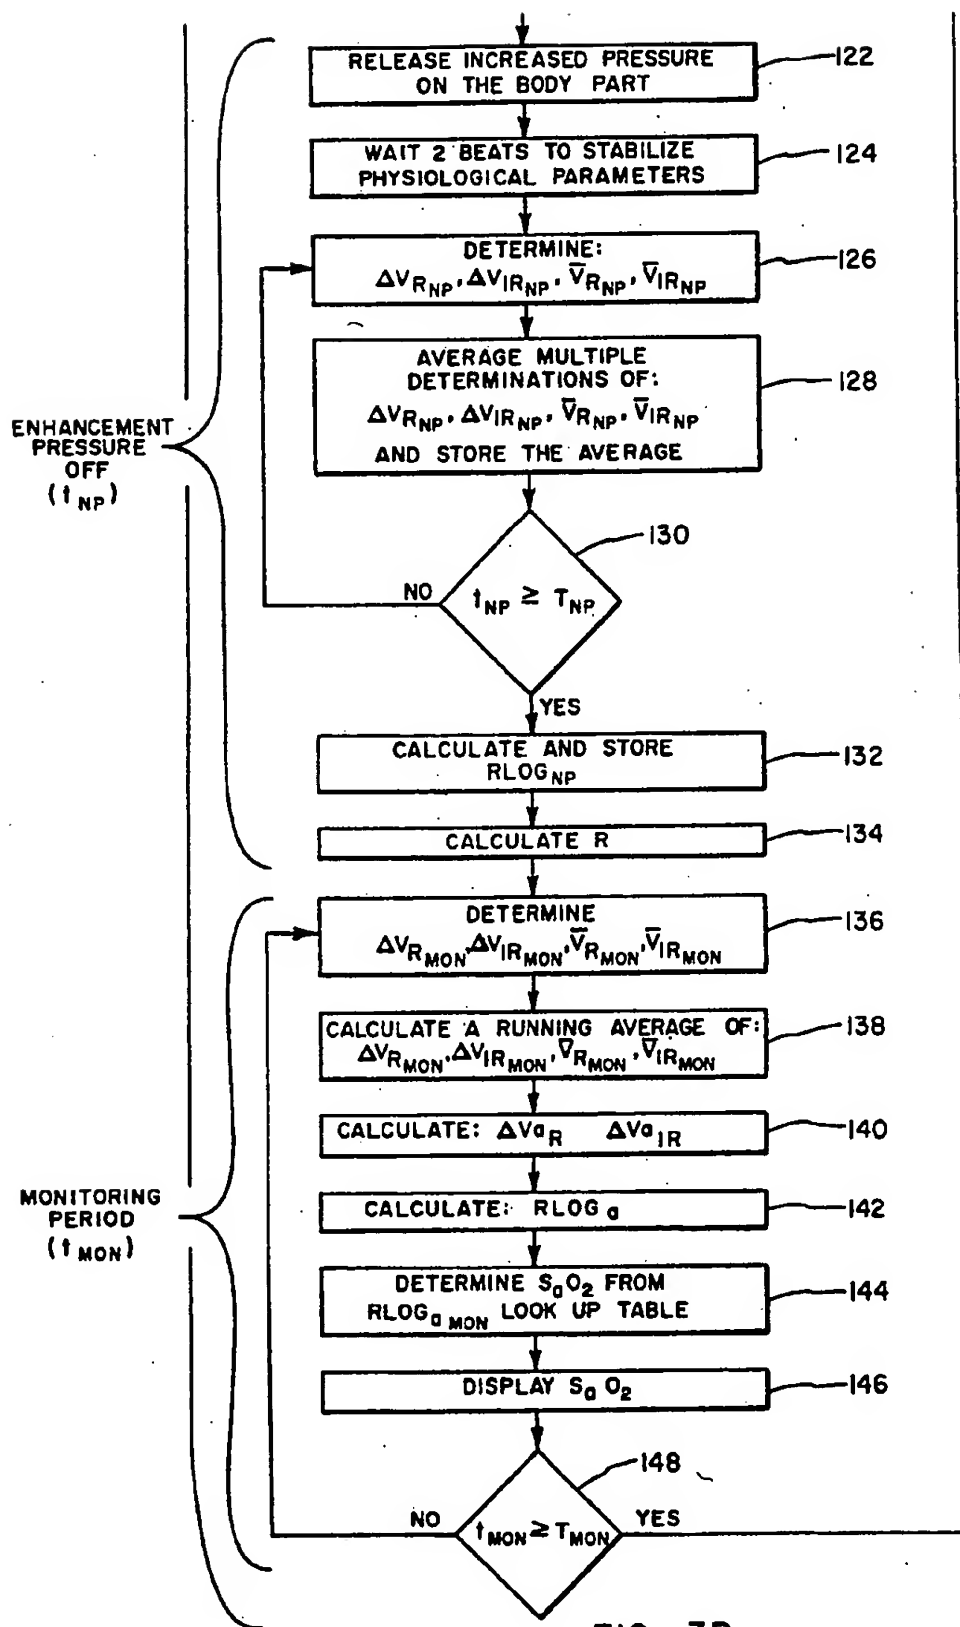 RELEASE INCREASED PRESSURE
ON THE BODY PART
122
WAIT 2 BEATS TO STABILIZE
PHYSIOLOGICAL PARAMETERS
124
DETERMINE:
ΔV_R_NP, ΔV_IR_NP, V̅_R_NP, V̅_IR_NP
126
AVERAGE MULTIPLE
DETERMINATIONS OF:
ΔV_R_NP, ΔV_IR_NP, V̅_R_NP, V̅_IR_NP
AND STORE THE AVERAGE
128
ENHANCEMENT
PRESSURE
OFF
(t_NP)
130
NO
t_NP ≥ T_NP
YES
CALCULATE AND STORE
RLOG_NP
132
CALCULATE R
134
DETERMINE
ΔV_R_MON, ΔV_IR_MON, V̅_R_MON, V̅_IR_MON
136
CALCULATE A RUNNING AVERAGE OF:
ΔV_R_MON, ΔV_IR_MON, V̅_R_MON, V̅_IR_MON
138
CALCULATE: ΔVa_R ΔVa_IR
140
CALCULATE: RLOG_a
142
MONITORING
PERIOD
(t_MON)
DETERMINE S_aO_2 FROM
RLOG_a_MON LOOK UP TABLE
144
DISPLAY S_aO_2
146
148
NO
t_MON ≥ T_MON
YES